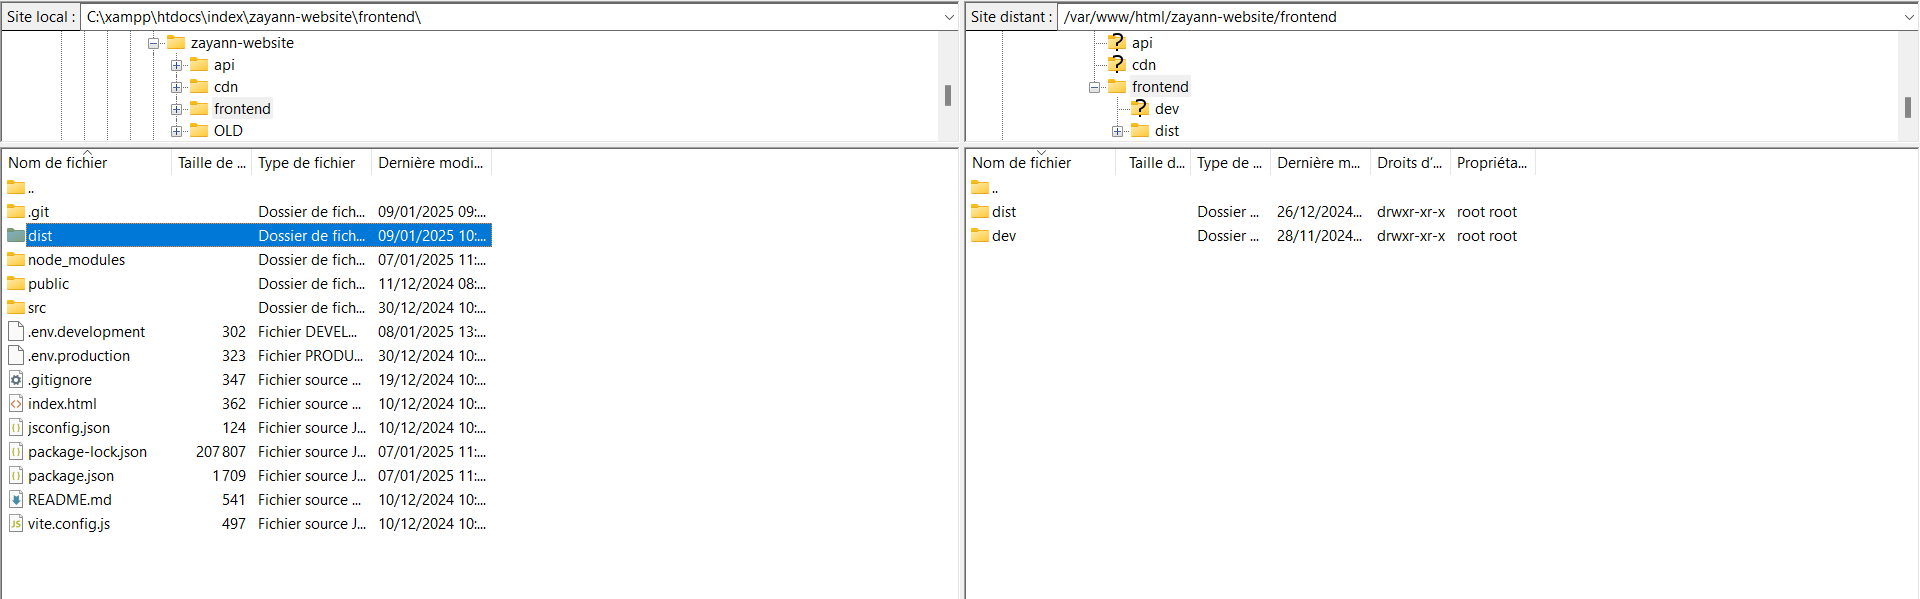 Site local : C:\xampp\htdocs\index\zayann-website\frontend\
zayann-website
api
cdn
frontend
OLD
Nom de fichier Taille de ... Type de fichier Dernière modi...
..
.git Dossier de fich... 09/01/2025 09:...
dist Dossier de fich... 09/01/2025 10:...
node_modules Dossier de fich... 07/01/2025 11:...
public Dossier de fich... 11/12/2024 08:...
src Dossier de fich... 30/12/2024 10:...
.env.development 302 Fichier DEVEL... 08/01/2025 13:...
.env.production 323 Fichier PRODU... 30/12/2024 10:...
.gitignore 347 Fichier source ... 19/12/2024 10:...
index.html 362 Fichier source ... 10/12/2024 10:...
jsconfig.json 124 Fichier source J... 10/12/2024 10:...
package-lock.json 207 807 Fichier source J... 07/01/2025 11:...
package.json 1 709 Fichier source J... 07/01/2025 11:...
README.md 541 Fichier source ... 10/12/2024 10:...
vite.config.js 497 Fichier source J... 10/12/2024 10:...
Site distant : /var/www/html/zayann-website/frontend
? api
? cdn
frontend
? dev
dist
Nom de fichier Taille d... Type de ... Dernière m... Droits d'... Propriéta...
..
dist Dossier ... 26/12/2024... drwxr-xr-x root root
dev Dossier ... 28/11/2024... drwxr-xr-x root root